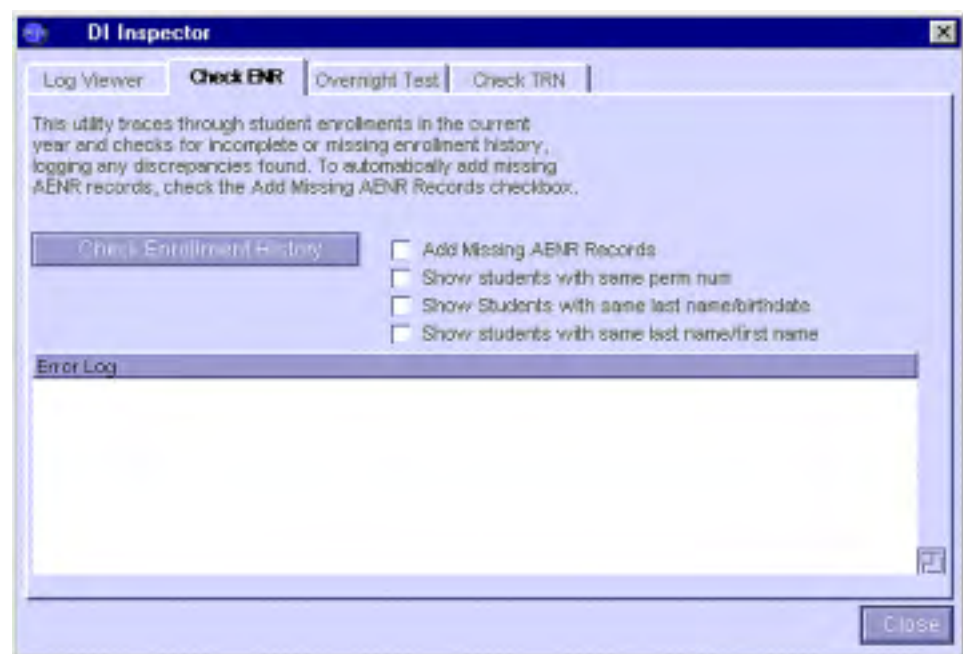 DI Inspector
Log Viewer Check ENR Overnight Test Check TRN
This utility traces through student enrollments in the current
year and checks for incomplete or missing enrollment history,
logging any discrepancies found. To automatically add missing
AENR records, check the Add Missing AENR Records checkbox.
Check Enrollment History
Add Missing AENR Records
Show students with same perm num
Show Students with same last name/birthdate
Show students with same last name/first name
Error Log
Close